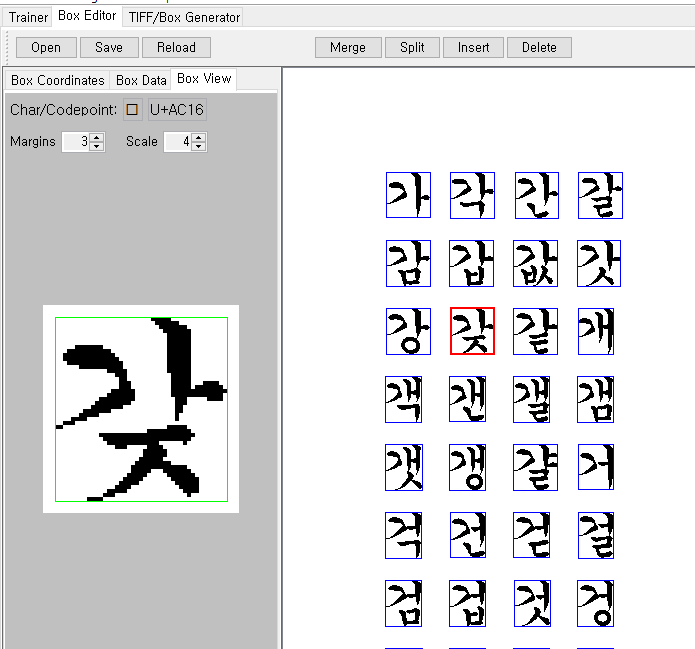 Trainer Box Editor TIFF/Box Generator
Open Save Reload Merge Split Insert Delete
Box Coordinates Box Data Box View
Char/Codepoint: □ U+AC16
Margins 3 Scale 4
갖
가 각 간 갈
감 갑 값 갓
강 갖 같 개
객 갠 갤 갬
갯 갱 걀 거
걱 건 걷 걸
검 겁 것 겅